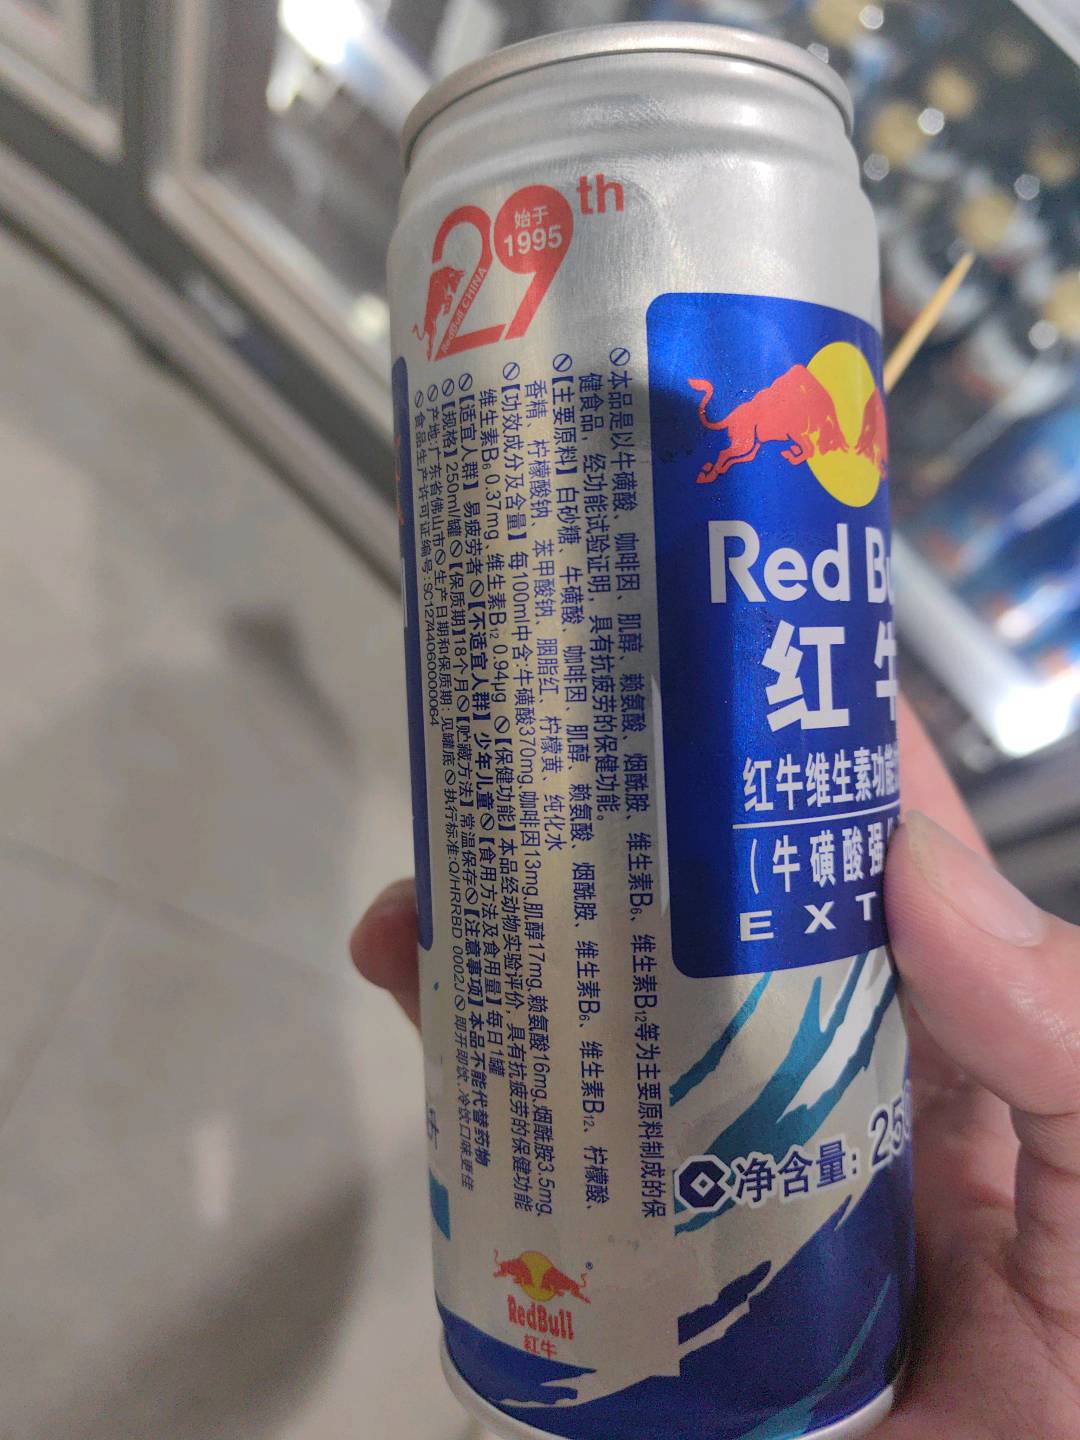 29th
始于
1995
RedBull CHINA
本品是以牛磺酸、咖啡因、肌醇、赖氨酸、烟酰胺、维生素B₆、维生素B₁₂等为主要原料制成的保
健食品，经功能试验证明，具有抗疲劳的保健功能。
【主要原料】白砂糖、牛磺酸、咖啡因、肌醇、赖氨酸、烟酰胺、维生素B₆、维生素B₁₂、柠檬酸、
香精、柠檬酸钠、苯甲酸钠、胭脂红、柠檬黄、纯化水
【功效成分及含量】每100ml中含:牛磺酸370mg、咖啡因13mg、肌醇17mg、赖氨酸16mg、烟酰胺3.5mg、
维生素B₆ 0.37mg、维生素B₁₂ 0.94μg 【保健功能】本品经动物实验评价，具有抗疲劳的保健功能
【适宜人群】易疲劳者【不适宜人群】少年儿童【食用方法及食用量】每日1罐
【规格】250ml/罐【保质期】18个月【贮藏方法】常温保存【注意事项】本品不能代替药物
产地:广东省佛山市 生产日期和保质期:见罐底 执行标准:Q/HRRBD 0002J 即开即饮,冷饮口味更佳
食品生产许可证编号:SC12744060000064
RedBull
红牛
Red Bu
红牛
红牛维生素功能
(牛磺酸强
EXT
净含量: 250